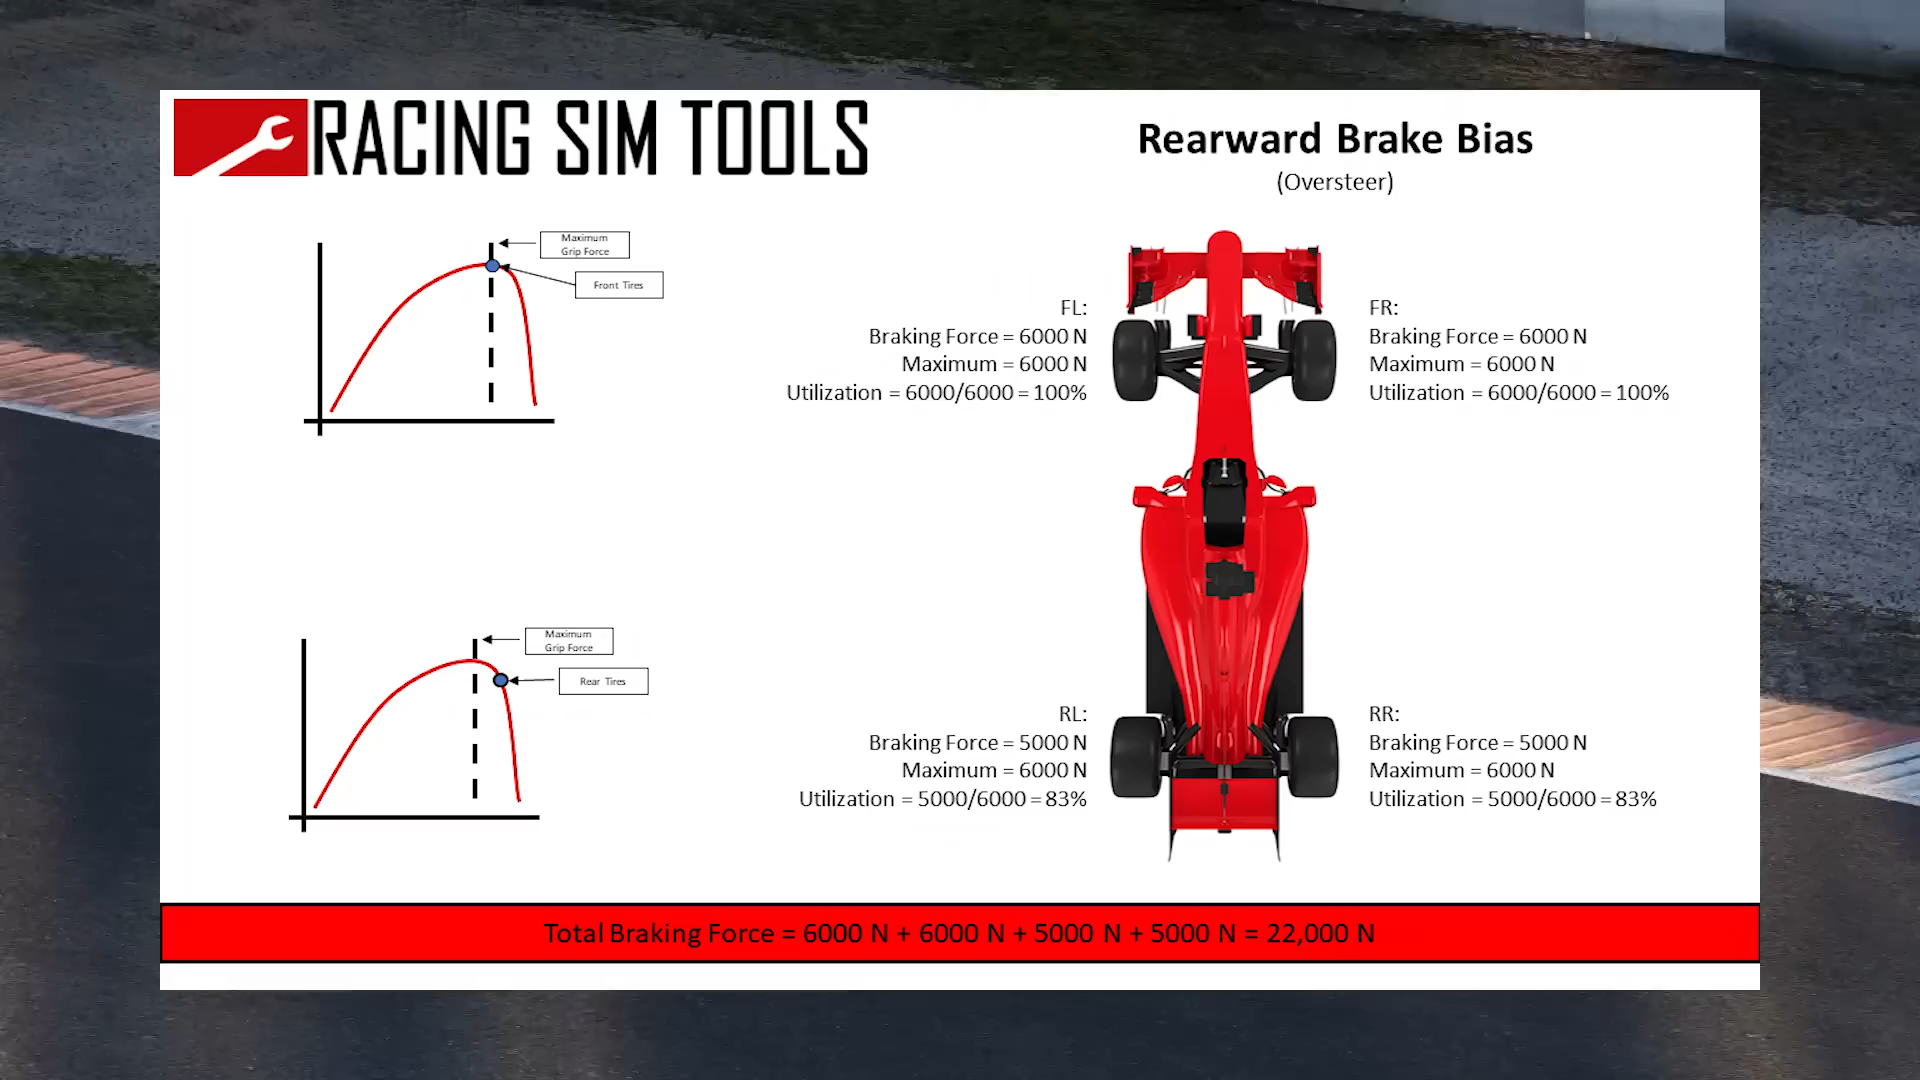 RACING SIM TOOLS
Rearward Brake Bias
(Oversteer)
Maximum
Grip Force
Front Tires
FL:
Braking Force = 6000 N
Maximum = 6000 N
Utilization = 6000/6000 = 100%
FR:
Braking Force = 6000 N
Maximum = 6000 N
Utilization = 6000/6000 = 100%
Maximum
Grip Force
Rear Tires
RL:
Braking Force = 5000 N
Maximum = 6000 N
Utilization = 5000/6000 = 83%
RR:
Braking Force = 5000 N
Maximum = 6000 N
Utilization = 5000/6000 = 83%
Total Braking Force = 6000 N + 6000 N + 5000 N + 5000 N = 22,000 N